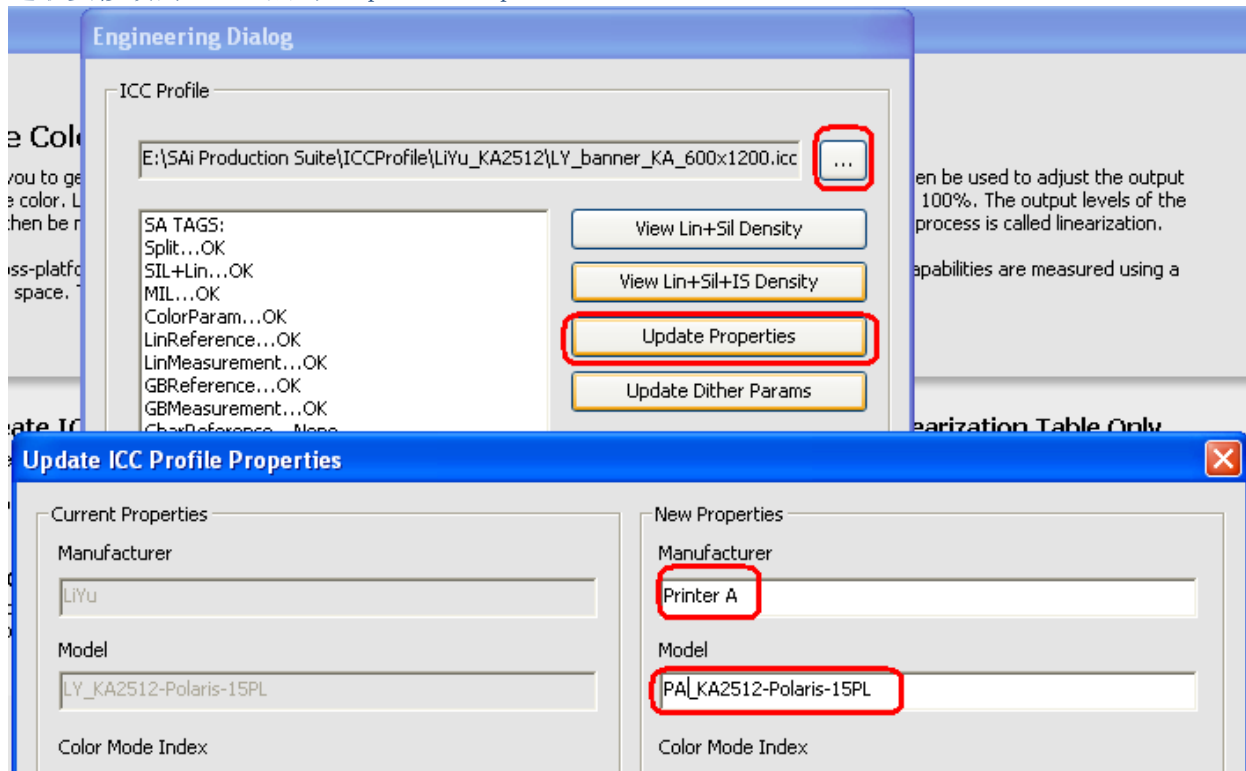 Engineering Dialog
ICC Profile
E:\SAi Production Suite\ICCProfile\LiYu_KA2512\LY_banner_KA_600x1200.icc
...
SA TAGS:
Split...OK
SIL+Lin...OK
MIL...OK
ColorParam...OK
LinReference...OK
LinMeasurement...OK
GBReference...OK
GBMeasurement...OK
CharReference...None
View Lin+Sil Density
View Lin+Sil+IS Density
Update Properties
Update Dither Params
e Col
you to ge
e color. L
then be r
oss-platfo
space. T
en be used to adjust the output
100%. The output levels of the
process is called linearization.
apabilities are measured using a
eate IC
earization Table Only
Update ICC Profile Properties
Current Properties
Manufacturer
LiYu
Model
LY_KA2512-Polaris-15PL
Color Mode Index
New Properties
Manufacturer
Printer A
Model
PA_KA2512-Polaris-15PL
Color Mode Index